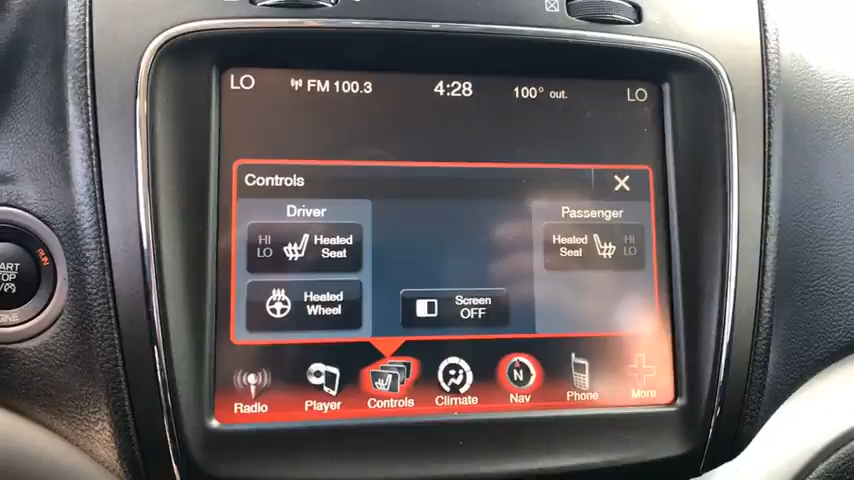 LO FM 100.3 4:28 100° out. LO
Controls
Driver
Passenger
HI
LO
Heated
Seat
Heated
Seat
HI
LO
Heated
Wheel
Screen
OFF
RUN
START
STOP
ENGINE
Radio Player Controls Climate N Nav Phone More